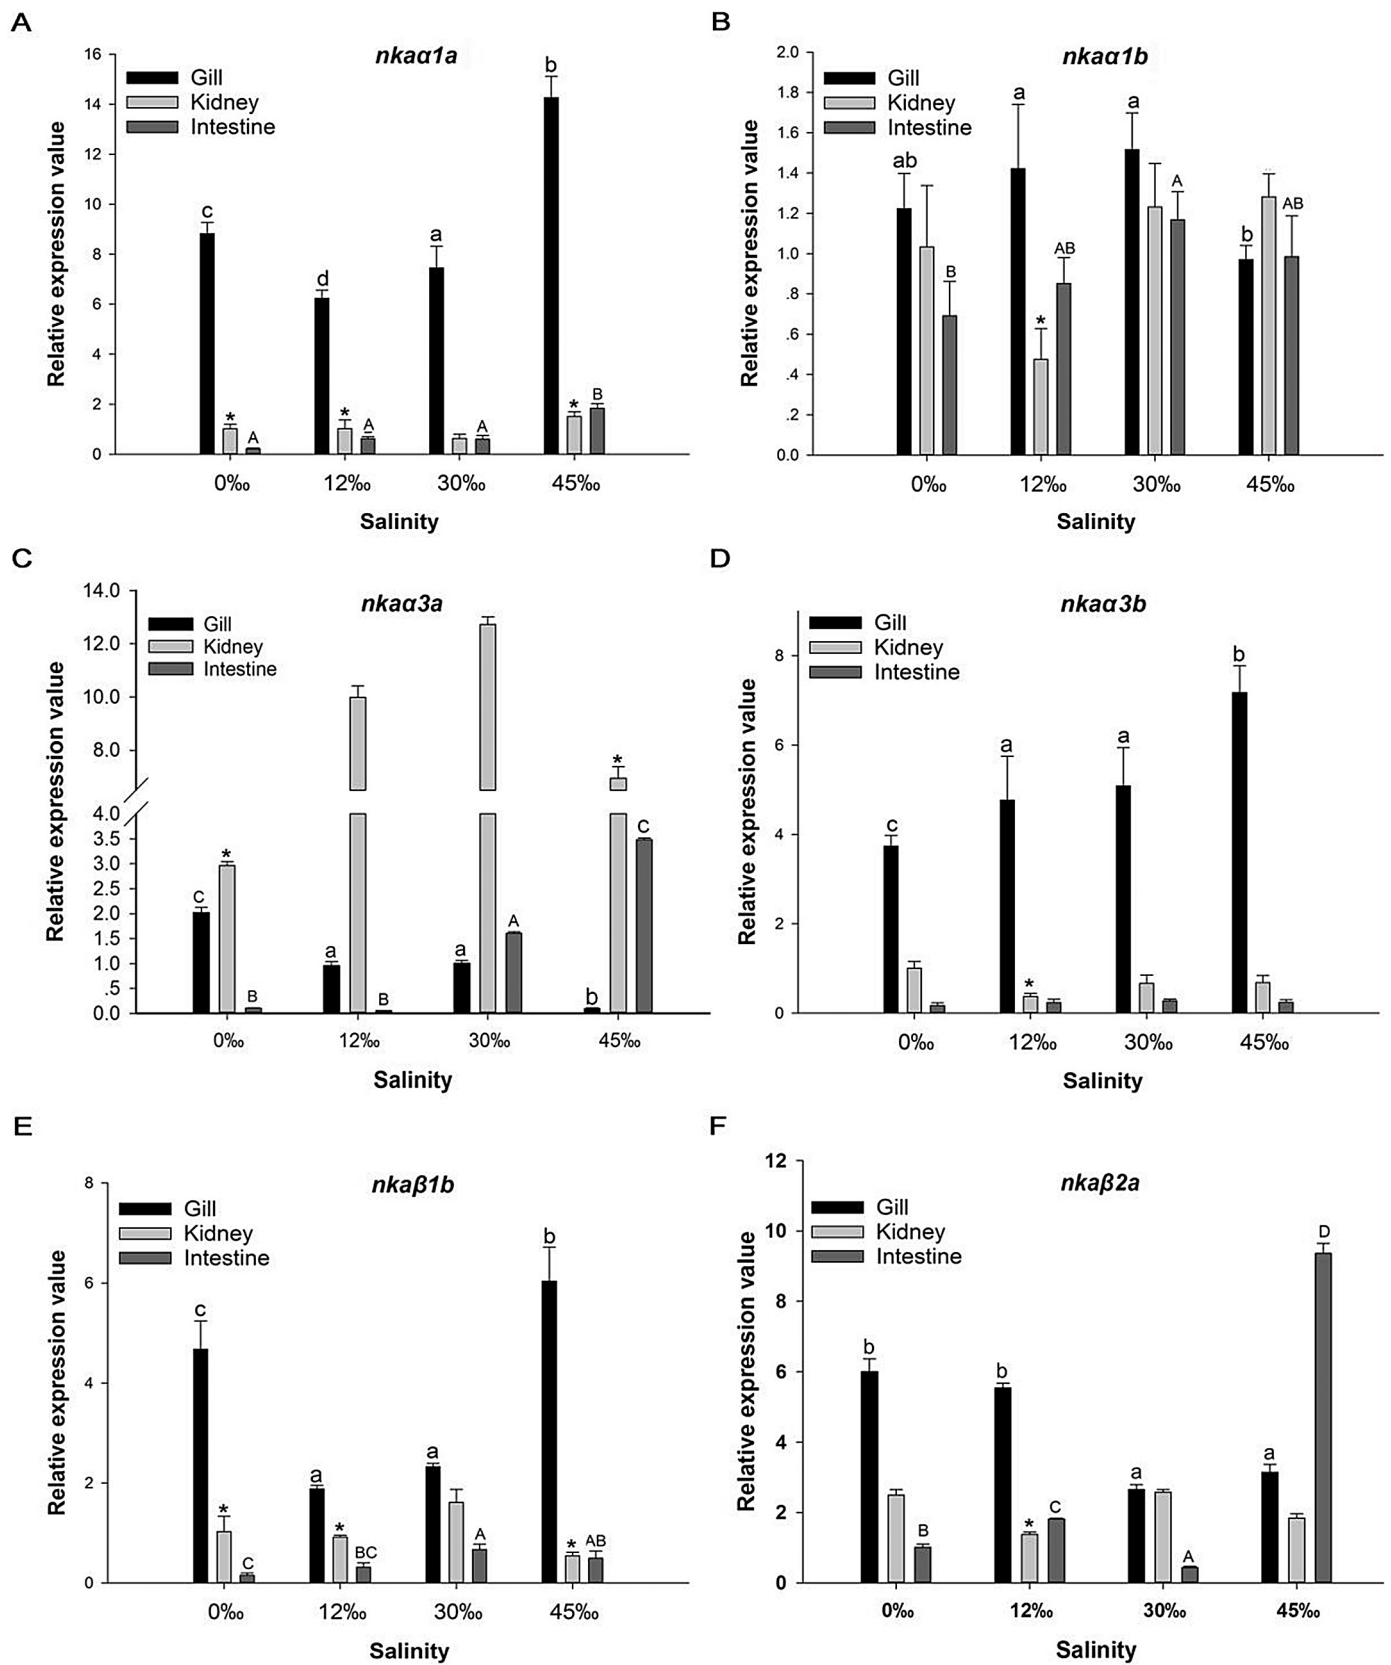 A
nkaα1a
16
14
12
10
8
6
4
2
0
Relative expression value
Gill
Kidney
Intestine
c
*
A
d
*
A
a
A
b
*
B
0‰
12‰
30‰
45‰
Salinity
B
nkaα1b
2.0
1.8
1.6
1.4
1.2
1.0
.8
.6
.4
.2
0.0
Relative expression value
Gill
Kidney
Intestine
ab
B
a
*
AB
a
A
b
AB
0‰
12‰
30‰
45‰
Salinity
C
nkaα3a
14.0
12.0
10.0
8.0
4.0
3.5
3.0
2.5
2.0
1.5
1.0
.5
0.0
Relative expression value
Gill
Kidney
Intestine
c
*
B
a
B
a
A
b
*
C
0‰
12‰
30‰
45‰
Salinity
D
nkaα3b
8
6
4
2
0
Relative expression value
Gill
Kidney
Intestine
c
a
*
a
b
0‰
12‰
30‰
45‰
Salinity
E
nkaβ1b
8
6
4
2
0
Relative expression value
Gill
Kidney
Intestine
c
*
C
a
*
BC
a
A
b
*
AB
0‰
12‰
30‰
45‰
Salinity
F
nkaβ2a
12
10
8
6
4
2
0
Relative expression value
Gill
Kidney
Intestine
b
B
b
*
C
a
A
a
D
0‰
12‰
30‰
45‰
Salinity